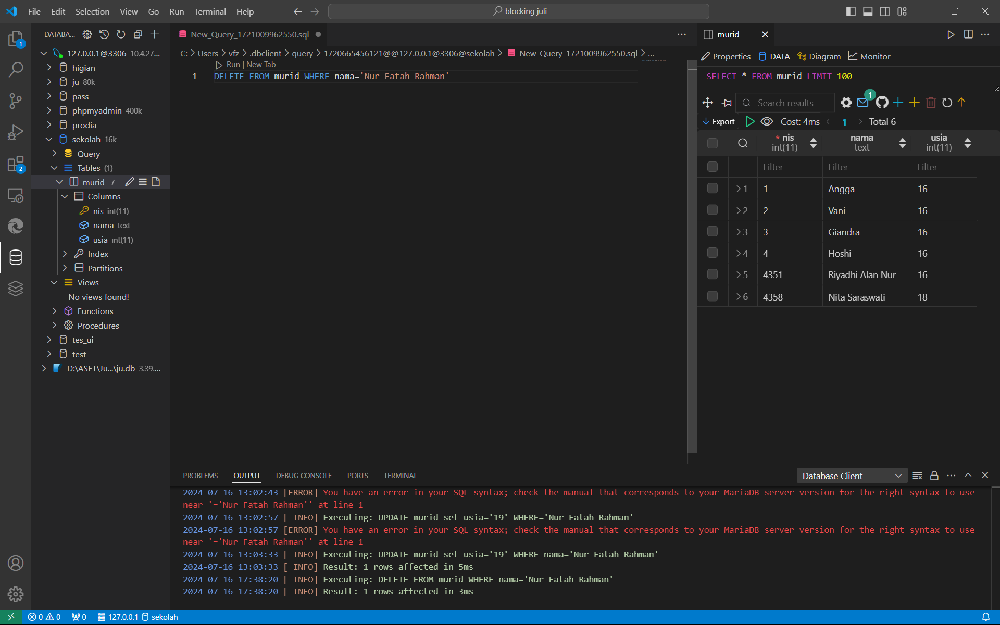 File Edit Selection View Go Run Terminal Help
blocking juli
DATABA...
127.0.0.1@3306 10.4.27...
higian
ju 80k
pass
phpmyadmin 400k
prodia
sekolah 16k
Query
Tables (1)
murid 7
Columns
nis int(11)
nama text
usia int(11)
Index
Partitions
Views
No views found!
Functions
Procedures
tes_ui
test
D:\ASET\Ju...\ju.db 3.39....
1
2
New_Query_1721009962550.sql
C: > Users > vfz > .dbclient > query > 1720665456121@@127.0.0.1@3306@sekolah > New_Query_1721009962550.sql > ...
Run | New Tab
1 DELETE FROM murid WHERE nama='Nur Fatah Rahman'
murid
Properties DATA Diagram Monitor
SELECT * FROM murid LIMIT 100
Search results 1
Export Cost: 4ms < 1 > Total 6
* nis nama usia
int(11) text int(11)
Filter Filter Filter
>1 1 Angga 16
>2 2 Vani 16
>3 3 Giandra 16
>4 4 Hoshi 16
>5 4351 Riyadhi Alan Nur 16
>6 4358 Nita Saraswati 18
PROBLEMS OUTPUT DEBUG CONSOLE PORTS TERMINAL Database Client
2024-07-16 13:02:43 [ERROR] You have an error in your SQL syntax; check the manual that corresponds to your MariaDB server version for the right syntax to use
near '='Nur Fatah Rahman'' at line 1
2024-07-16 13:02:57 [ INFO] Executing: UPDATE murid set usia='19' WHERE='Nur Fatah Rahman'
2024-07-16 13:02:57 [ERROR] You have an error in your SQL syntax; check the manual that corresponds to your MariaDB server version for the right syntax to use
near '='Nur Fatah Rahman'' at line 1
2024-07-16 13:03:33 [ INFO] Executing: UPDATE murid set usia='19' WHERE nama='Nur Fatah Rahman'
2024-07-16 13:03:33 [ INFO] Result: 1 rows affected in 5ms
2024-07-16 17:38:20 [ INFO] Executing: DELETE FROM murid WHERE nama='Nur Fatah Rahman'
2024-07-16 17:38:20 [ INFO] Result: 1 rows affected in 3ms
0 0 0 127.0.0.1 sekolah